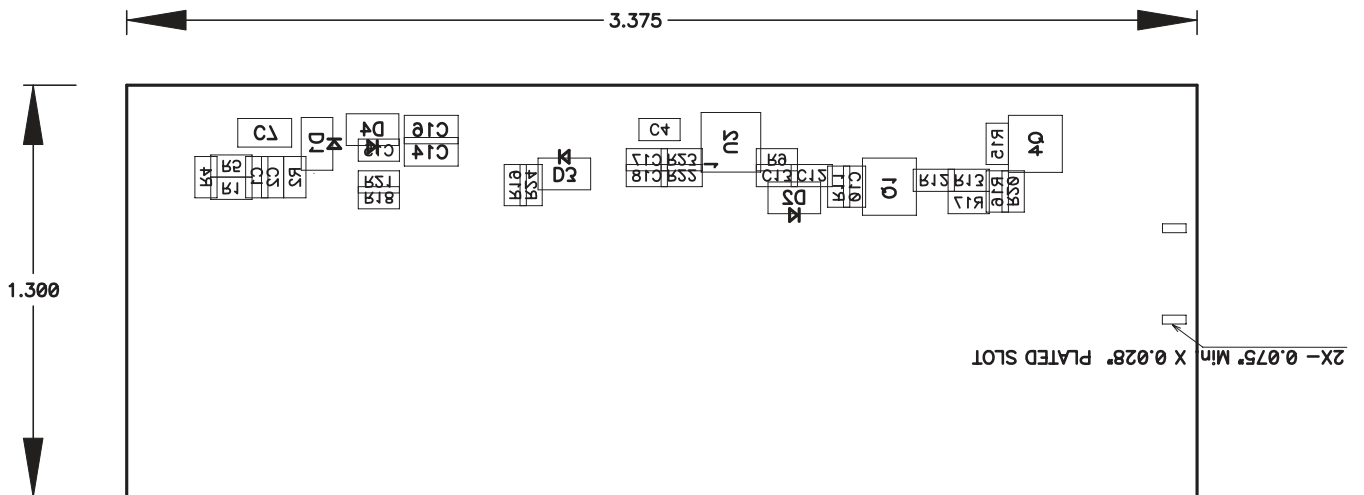 3.375
1.300
C7
D1
D4
C19
C16
C14
R4
R5
R1
C1
C2
R2
R21
R18
R19
R24
D3
C4
C17
R23
C18
R22
1
U2
R9
C13
C12
D2
R11
C10
Q1
R12
R13
R17
R15
R16
R20
Q4
2X- 0.075" Min. X 0.028" PLATED SLOT